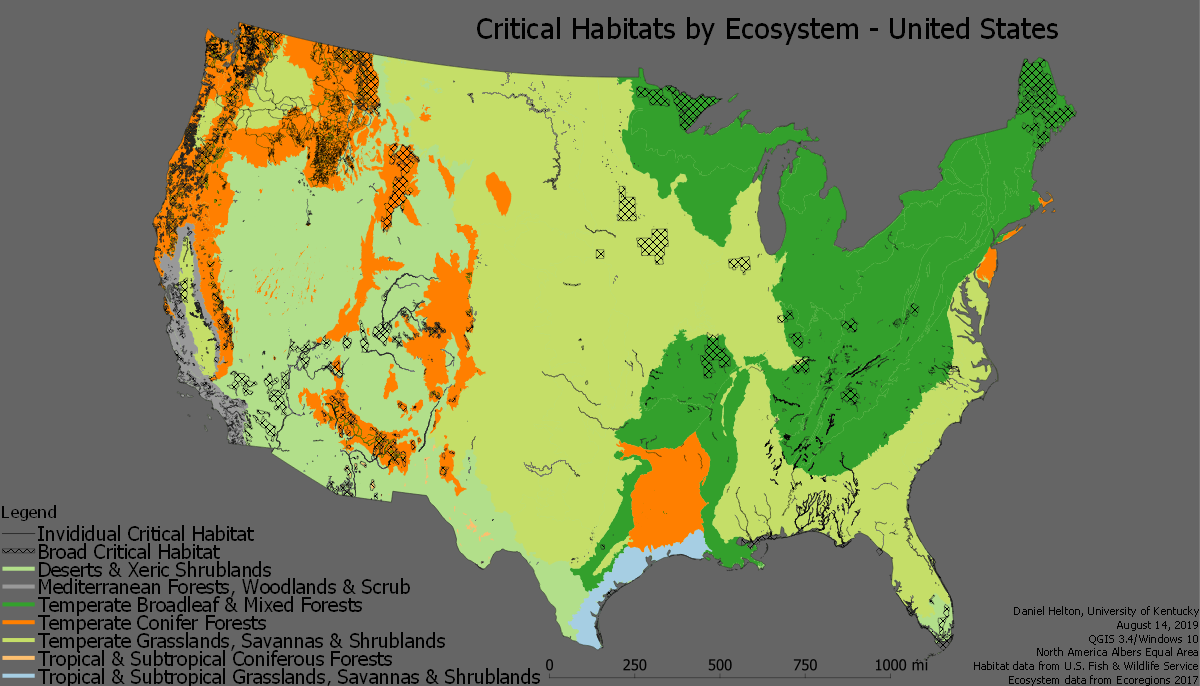 Critical Habitats by Ecosystem - United States
Legend
Invididual Critical Habitat
Broad Critical Habitat
Deserts & Xeric Shrublands
Mediterranean Forests, Woodlands & Scrub
Temperate Broadleaf & Mixed Forests
Temperate Conifer Forests
Temperate Grasslands, Savannas & Shrublands
Tropical & Subtropical Coniferous Forests
Tropical & Subtropical Grasslands, Savannas & Shrublands
0 250 500 750 1000 mi
Daniel Helton, University of Kentucky
August 14, 2019
QGIS 3.4/Windows 10
North America Albers Equal Area
Habitat data from U.S. Fish & Wildlife Service
Ecosystem data from Ecoregions 2017